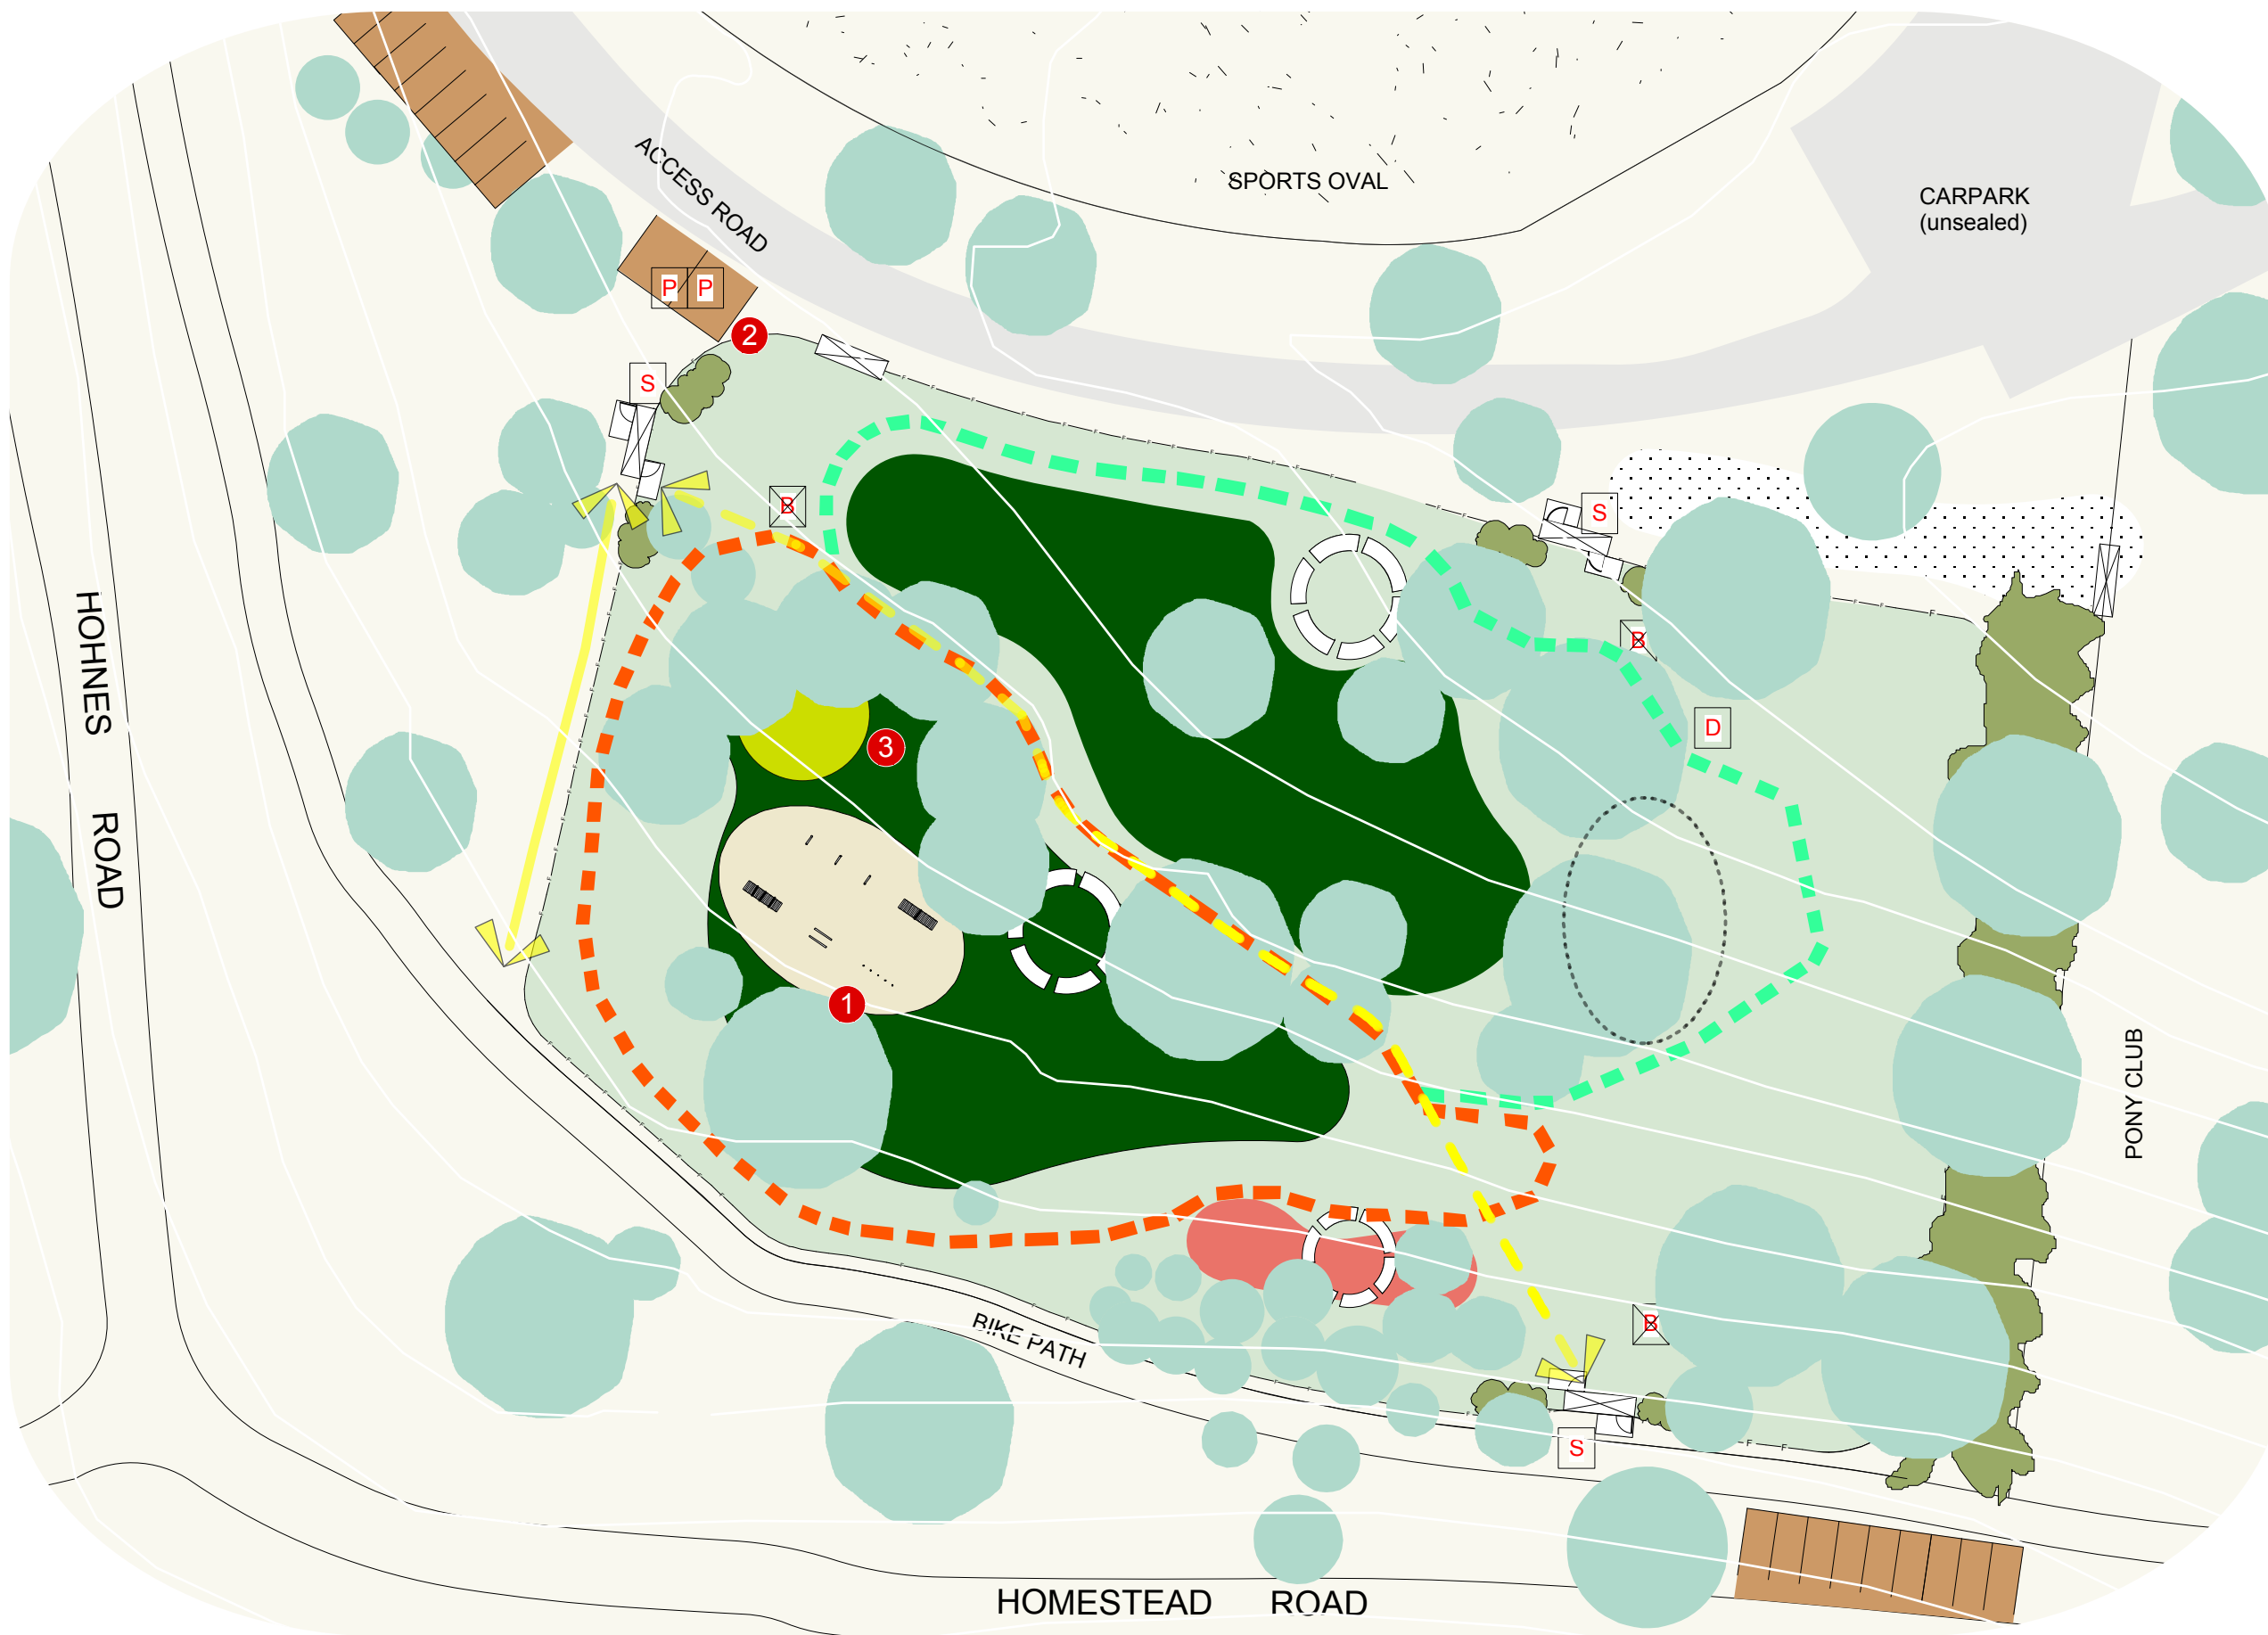 ACCESS ROAD
SPORTS OVAL
CARPARK
(unsealed)
P P
2
S
B
S
HOHNES ROAD
B
D
3
1
PONY CLUB
B
BIKE PATH
S
HOMESTEAD ROAD